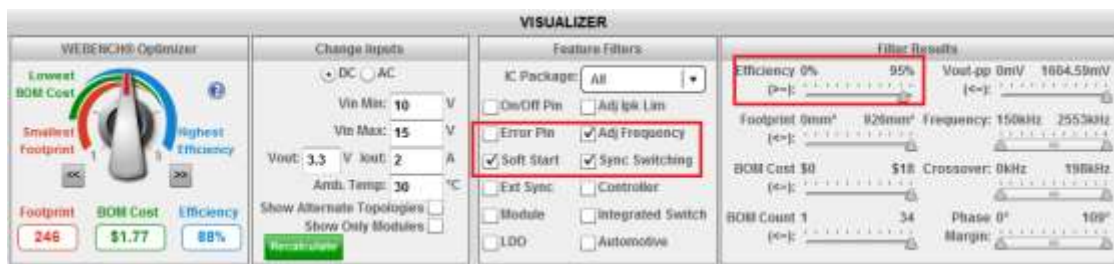 VISUALIZER
WEBENCH® Optimizer
Lowest
BOM Cost
Smallest
Footprint
Highest
Efficiency
1
5
<<
>>
Footprint
BOM Cost
Efficiency
246
$1.77
88%
Change Inputs
DC
AC
Vin Min: 10 V
Vin Max: 15 V
Vout: 3.3 V Iout: 2 A
Amb. Temp: 30 °C
Show Alternate Topologies
Show Only Modules
Recalculate
Feature Filters
IC Package: All
On/Off Pin
Adj Ipk Lim
Error Pin
Adj Frequency
Soft Start
Sync Switching
Ext Sync
Controller
Module
Integrated Switch
LDO
Automotive
Filter Results
Efficiency 0% 95%
(>=):
Vout-pp 0mV 1604.59mV
(<=):
Footprint 0mm² 826mm²
(<=):
Frequency: 150kHz 2553kHz
BOM Cost $0 $18
(<=):
Crossover: 0kHz 198kHz
BOM Count 1 34
(<=):
Phase 0° 109°
Margin: